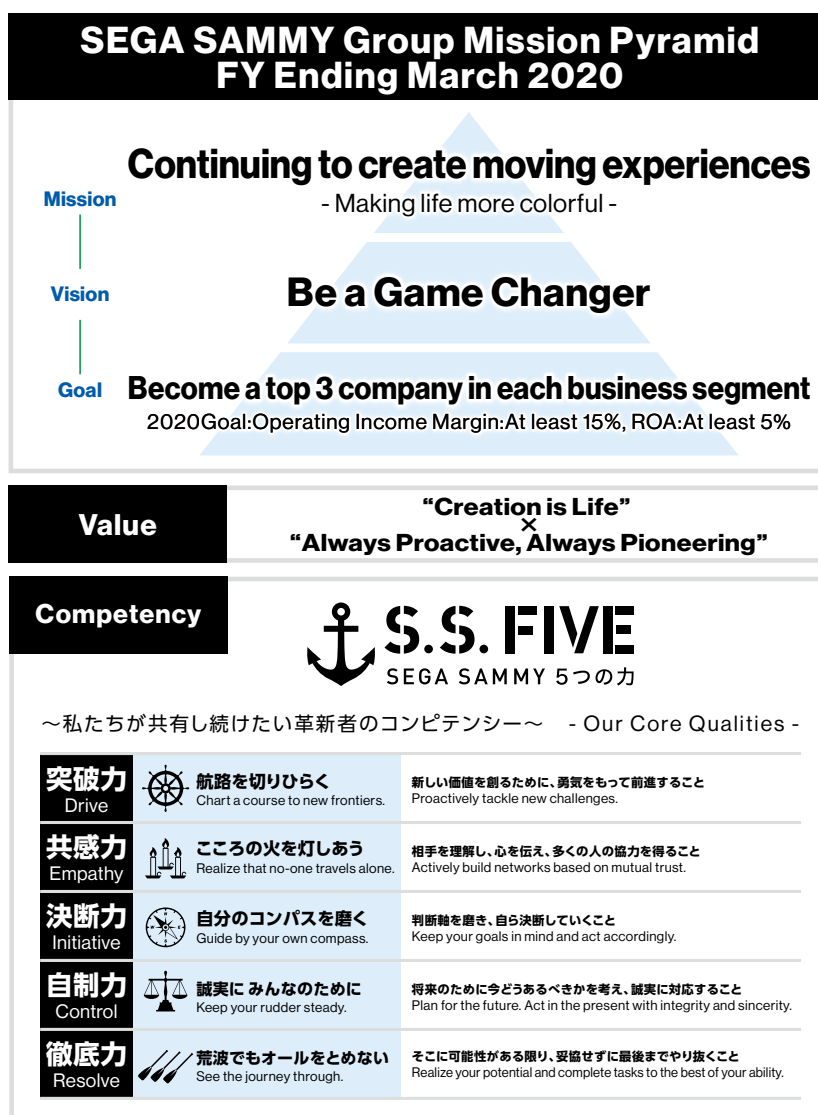 SEGA SAMMY Group Mission Pyramid
FY Ending March 2020
Continuing to create moving experiences
Mission
- Making life more colorful -
Vision
Be a Game Changer
Goal
Become a top 3 company in each business segment
2020Goal:Operating Income Margin:At least 15%, ROA:At least 5%
Value
“Creation is Life”
×
“Always Proactive, Always Pioneering”
Competency
S.S. FIVE
SEGA SAMMY 5つの力
～私たちが共有し続けたい革新者のコンピテンシー～ - Our Core Qualities -
突破力
Drive
航路を切りひらく
Chart a course to new frontiers.
新しい価値を創るために、勇気をもって前進すること
Proactively tackle new challenges.
共感力
Empathy
こころの火を灯しあう
Realize that no-one travels alone.
相手を理解し、心を伝え、多くの人の協力を得ること
Actively build networks based on mutual trust.
決断力
Initiative
自分のコンパスを磨く
Guide by your own compass.
判断軸を磨き、自ら決断していくこと
Keep your goals in mind and act accordingly.
自制力
Control
誠実に みんなのために
Keep your rudder steady.
将来のために今どうあるべきかを考え、誠実に対応すること
Plan for the future. Act in the present with integrity and sincerity.
徹底力
Resolve
荒波でもオールをとめない
See the journey through.
そこに可能性がある限り、妥協せずに最後までやり抜くこと
Realize your potential and complete tasks to the best of your ability.